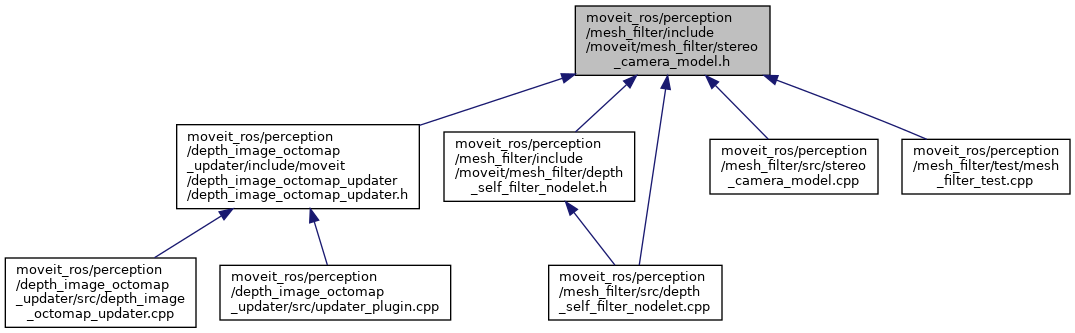 moveit_ros/perception
/mesh_filter/include
/moveit/mesh_filter/stereo
_camera_model.h
moveit_ros/perception
/depth_image_octomap
_updater/include/moveit
/depth_image_octomap_updater
/depth_image_octomap_updater.h
moveit_ros/perception
/mesh_filter/include
/moveit/mesh_filter/depth
_self_filter_nodelet.h
moveit_ros/perception
/mesh_filter/src/stereo
_camera_model.cpp
moveit_ros/perception
/mesh_filter/test/mesh
_filter_test.cpp
moveit_ros/perception
/depth_image_octomap
_updater/src/depth_image
_octomap_updater.cpp
moveit_ros/perception
/depth_image_octomap
_updater/src/updater_plugin.cpp
moveit_ros/perception
/mesh_filter/src/depth
_self_filter_nodelet.cpp